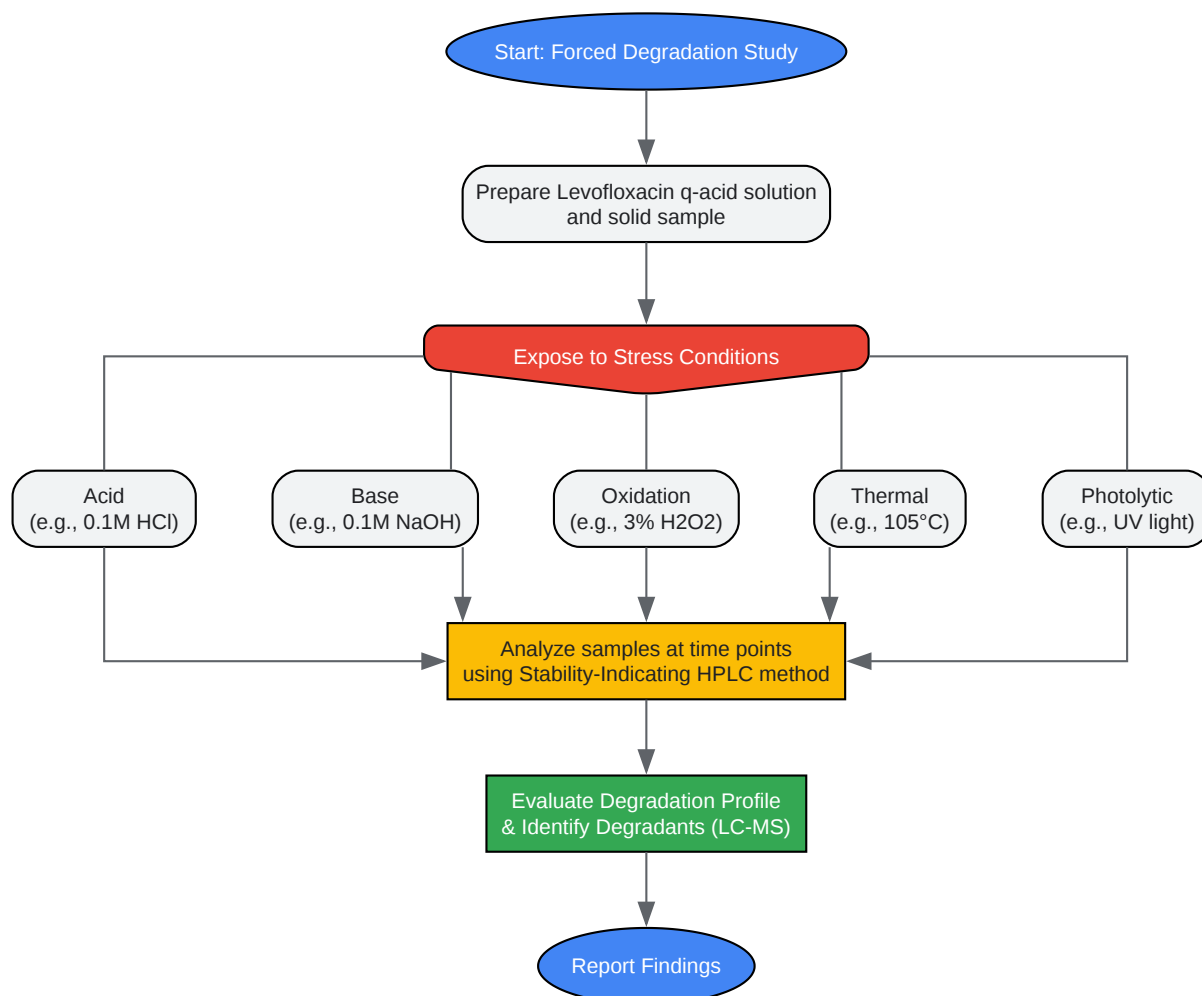 Start: Forced Degradation Study
Prepare Levofloxacin q-acid solution
and solid sample
Expose to Stress Conditions
Acid
(e.g., 0.1M HCl)
Base
(e.g., 0.1M NaOH)
Oxidation
(e.g., 3% H2O2)
Thermal
(e.g., 105°C)
Photolytic
(e.g., UV light)
Analyze samples at time points
using Stability-Indicating HPLC method
Evaluate Degradation Profile
& Identify Degradants (LC-MS)
Report Findings